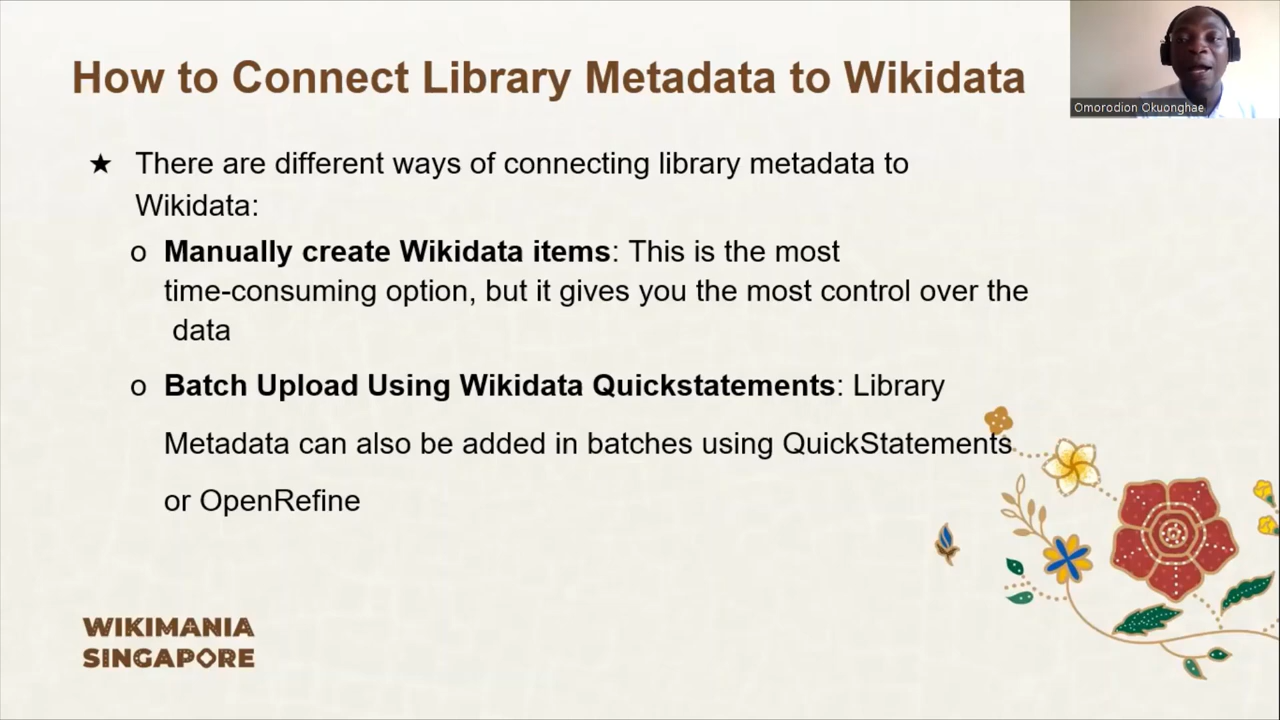 How to Connect Library Metadata to Wikidata
Omorodion Okuonghae
★ There are different ways of connecting library metadata to
Wikidata:
o Manually create Wikidata items: This is the most
time-consuming option, but it gives you the most control over the
data
o Batch Upload Using Wikidata Quickstatements: Library
Metadata can also be added in batches using QuickStatements
or OpenRefine
WIKIMANIA
SINGAPORE